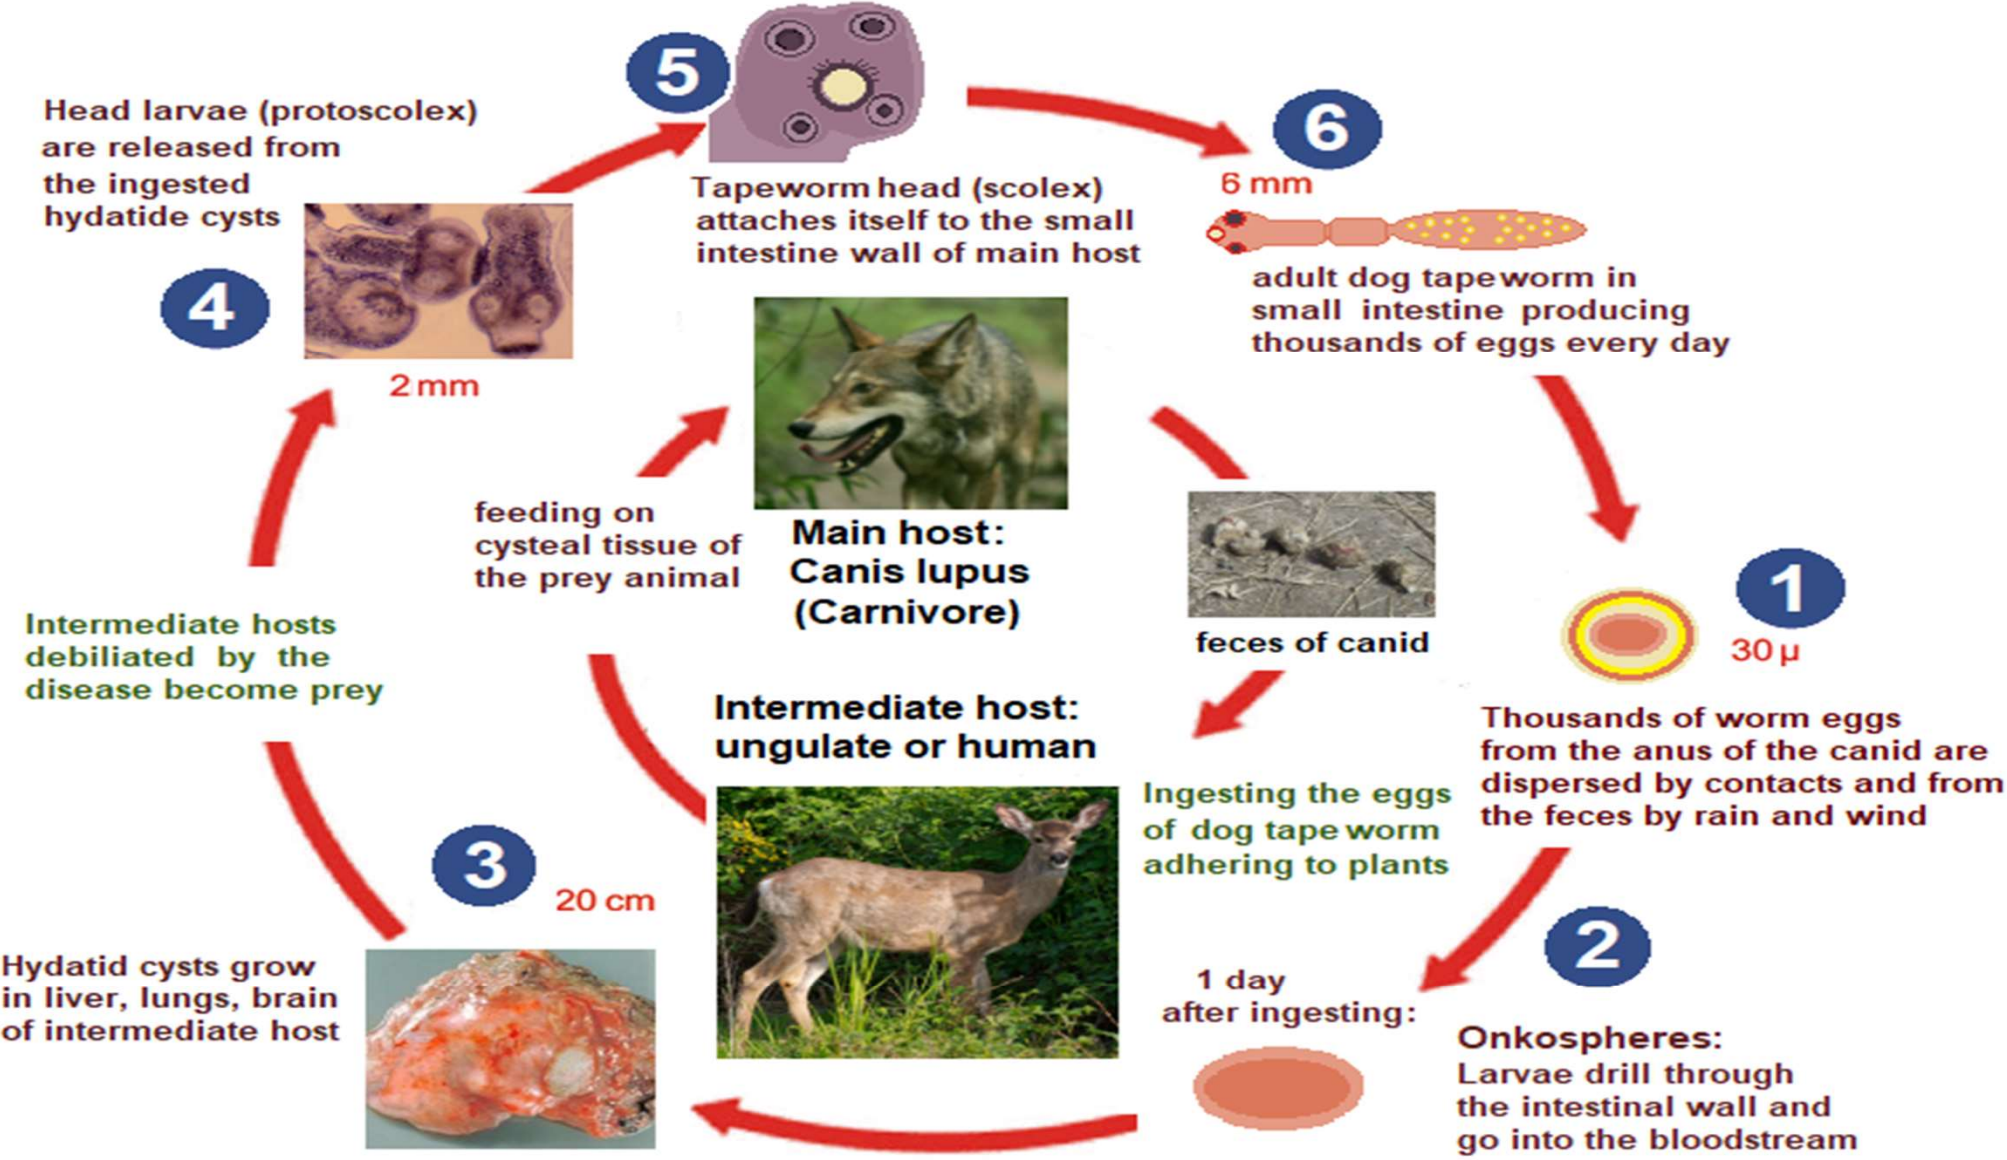 5
Head larvae (protoscolex)
are released from
the ingested
hydatide cysts
4
2 mm
Tapeworm head (scolex)
attaches itself to the small
intestine wall of main host
6
6 mm
adult dog tapeworm in
small intestine producing
thousands of eggs every day
feeding on
cysteal tissue of
the prey animal
Main host:
Canis lupus
(Carnivore)
feces of canid
1
30 µ
Thousands of worm eggs
from the anus of the canid are
dispersed by contacts and from
the feces by rain and wind
Intermediate hosts
debiliated by the
disease become prey
Intermediate host:
ungulate or human
Ingesting the eggs
of dog tape worm
adhering to plants
3
20 cm
Hydatid cysts grow
in liver, lungs, brain
of intermediate host
1 day
after ingesting:
2
Onkospheres:
Larvae drill through
the intestinal wall and
go into the bloodstream